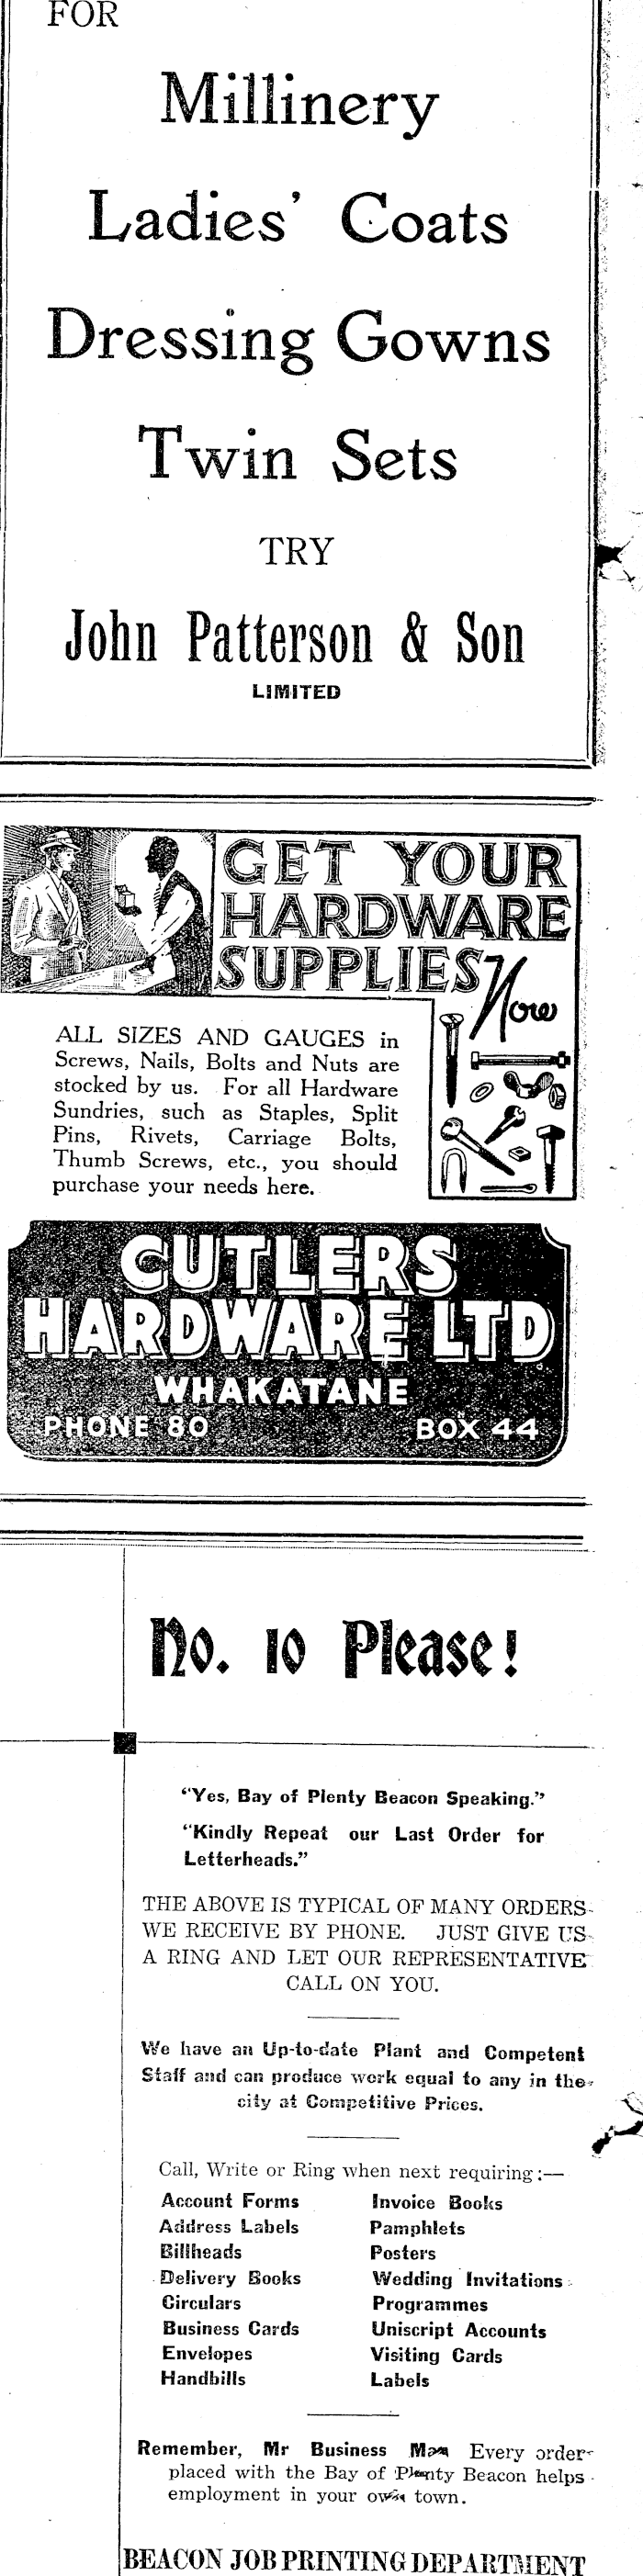 FOR
Millinery
Ladies' Coats
Dressing Gowns
Twin Sets
TRY
John Patterson & Son
LIMITED
GET YOUR
HARDWARE
SUPPLIES
Now
ALL SIZES AND GAUGES in
Screws, Nails, Bolts and Nuts are
stocked by us. For all Hardware
Sundries, such as Staples, Split
Pins, Rivets, Carriage Bolts,
Thumb Screws, etc., you should
purchase your needs here.
CUTLERS
HARDWARE LTD
WHAKATANE
PHONE 80 BOX 44
No. 10 Please!
"Yes, Bay of Plenty Beacon Speaking."
"Kindly Repeat our Last Order for
Letterheads."
THE ABOVE IS TYPICAL OF MANY ORDERS
WE RECEIVE BY PHONE. JUST GIVE US
A RING AND LET OUR REPRESENTATIVE
CALL ON YOU.
We have an Up-to-date Plant and Competent
Staff and can produce work equal to any in the
city at Competitive Prices.
Call, Write or Ring when next requiring:—
Account Forms Invoice Books
Address Labels Pamphlets
Billheads Posters
Delivery Books Wedding Invitations
Circulars Programmes
Business Cards Uniscript Accounts
Envelopes Visiting Cards
Handbills Labels
Remember, Mr Business Man Every order
placed with the Bay of Plenty Beacon helps
employment in your own town.
BEACON JOB PRINTING DEPARTMENT